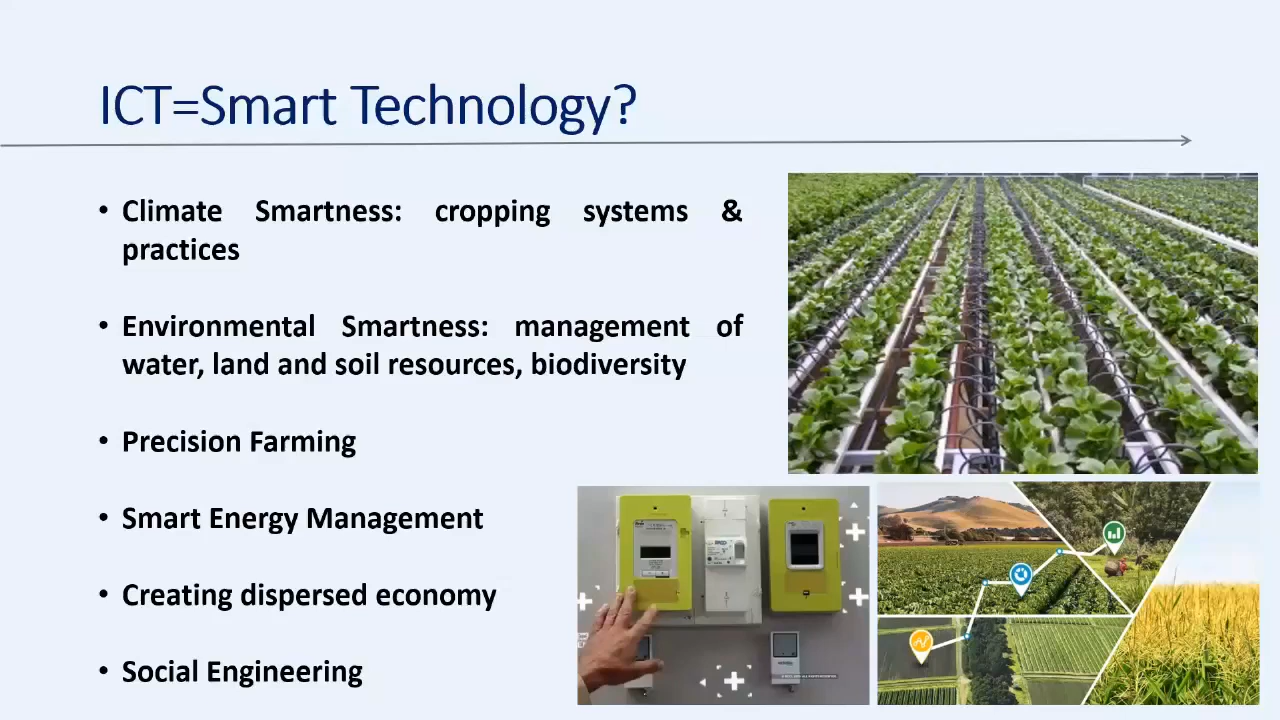 ICT=Smart Technology?
• Climate Smartness: cropping systems &
practices
• Environmental Smartness: management of
water, land and soil resources, biodiversity
• Precision Farming
• Smart Energy Management
• Creating dispersed economy
• Social Engineering